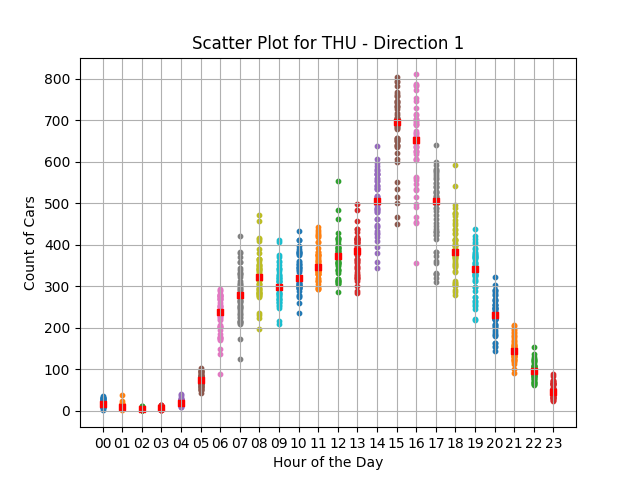 Scatter Plot for THU - Direction 1
Count of Cars
800
700
600
500
400
300
200
100
0
00 01 02 03 04 05 06 07 08 09 10 11 12 13 14 15 16 17 18 19 20 21 22 23
Hour of the Day